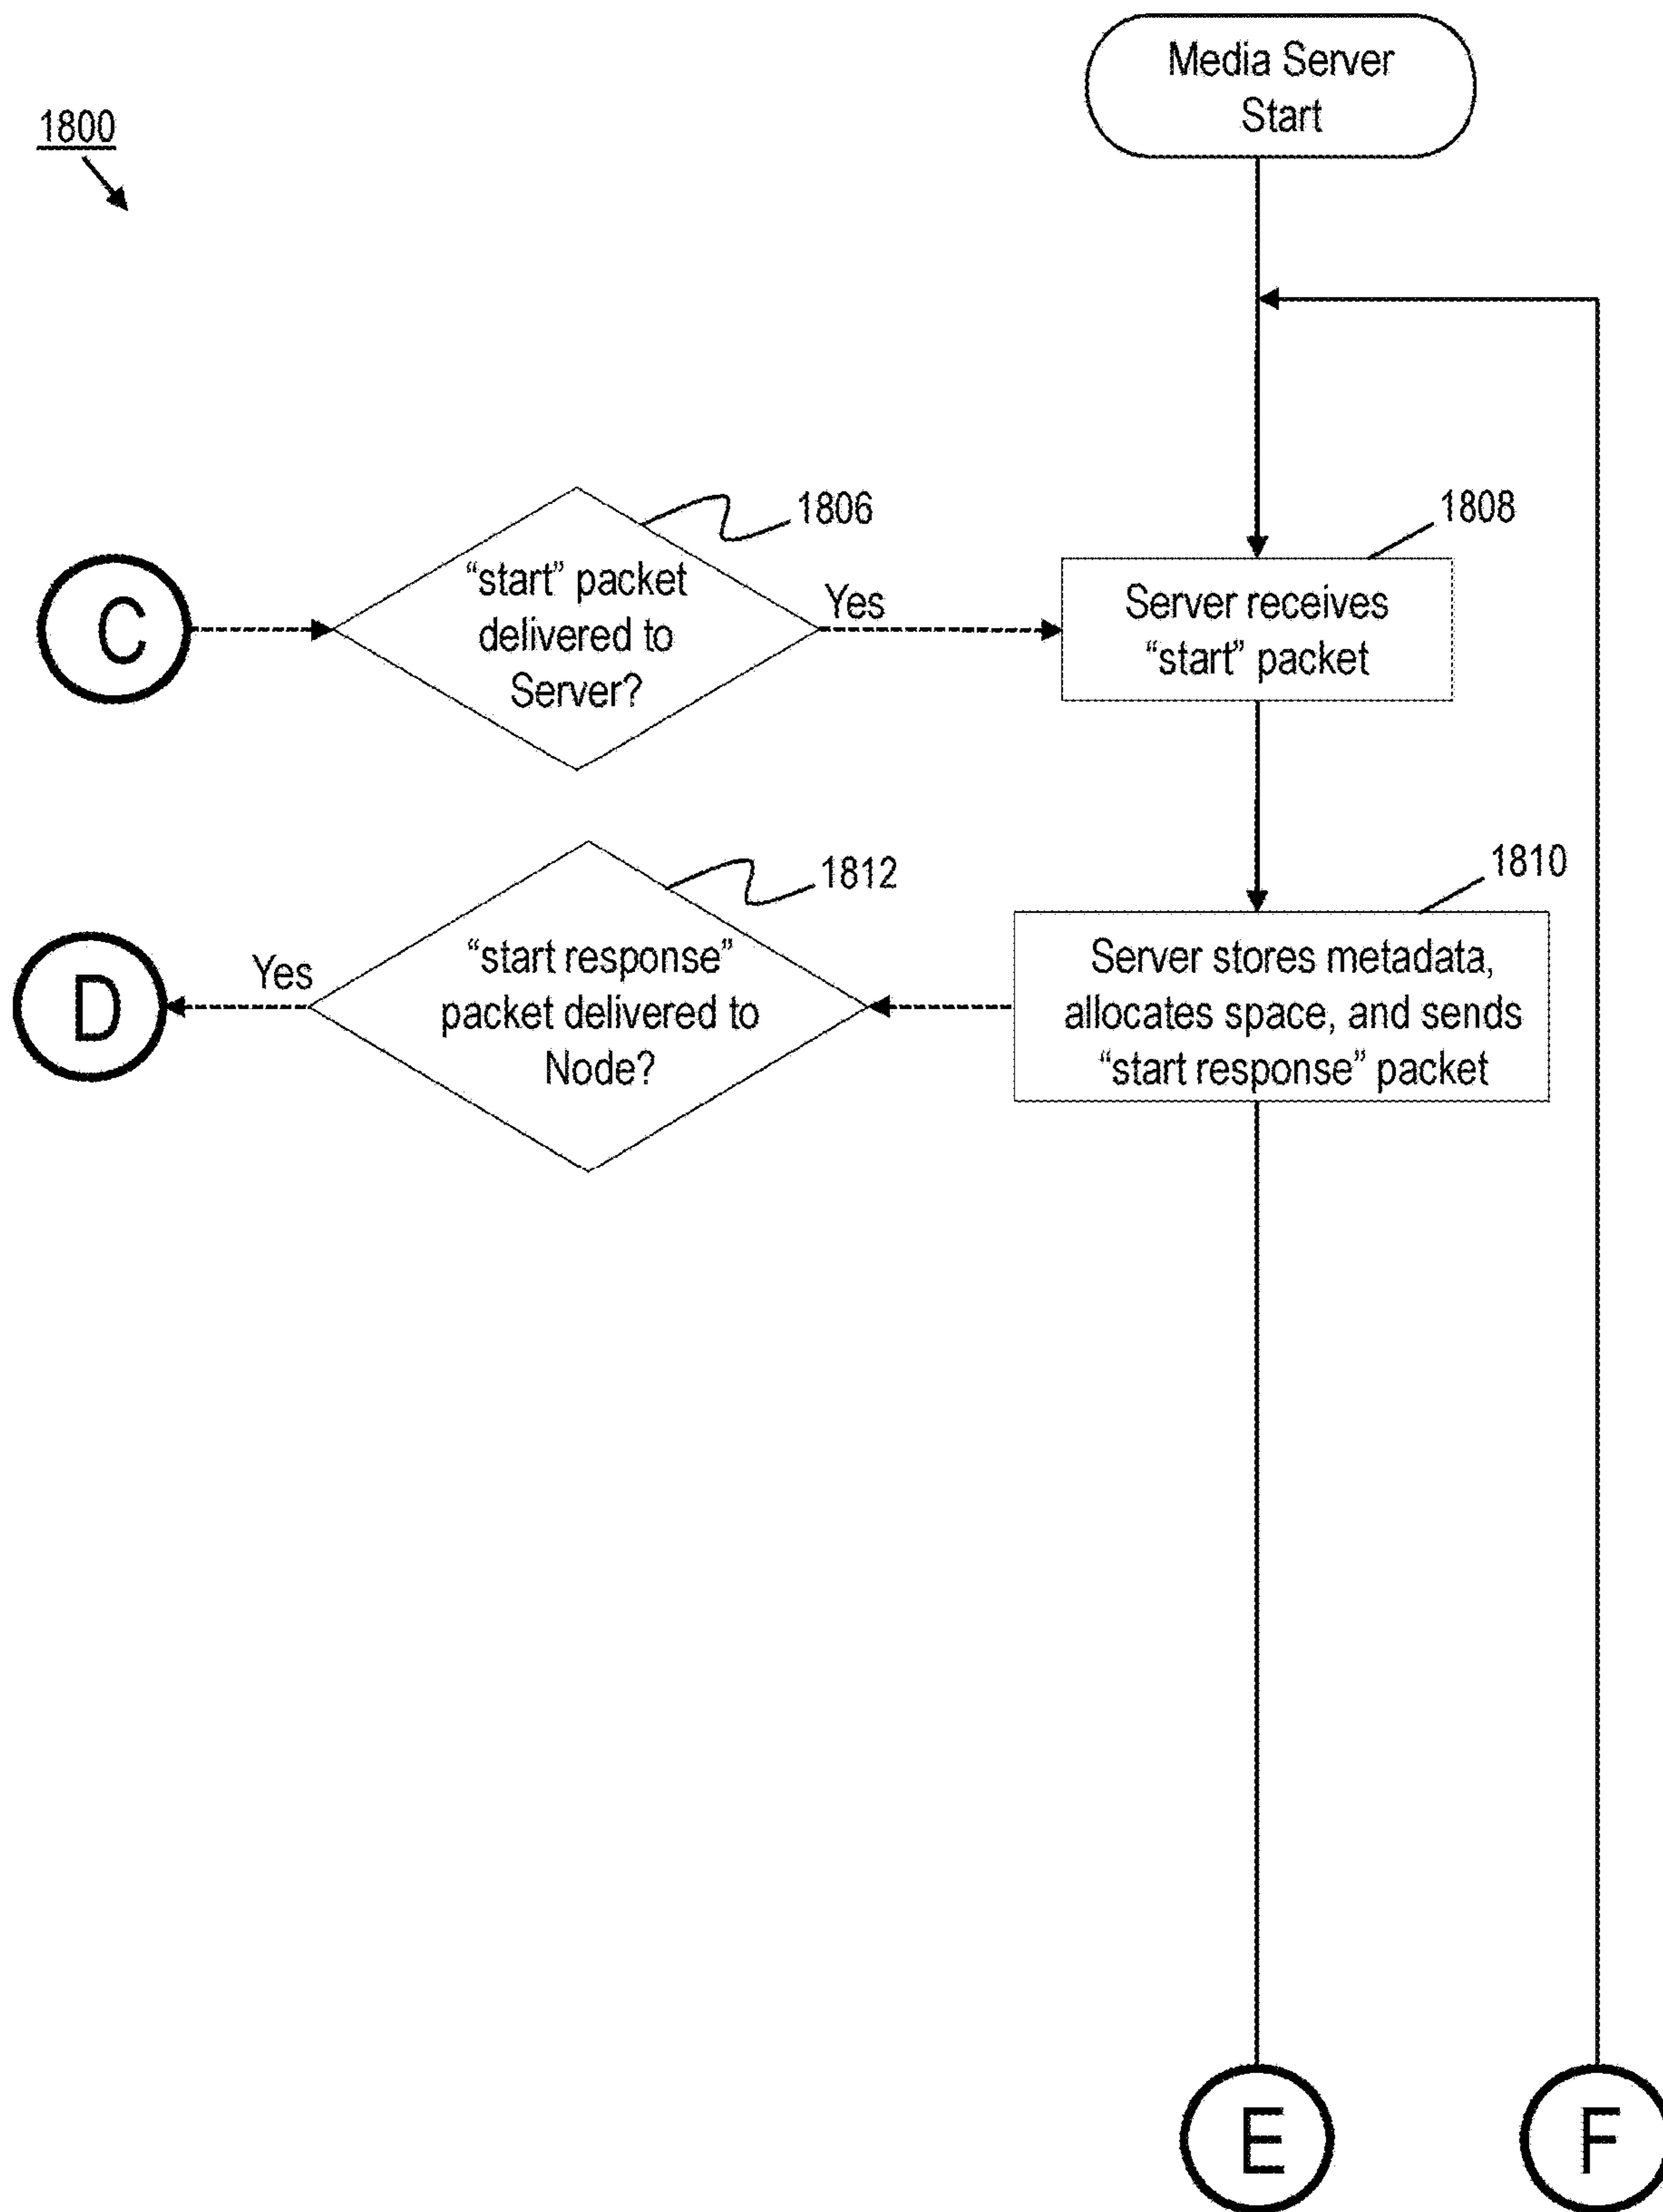 Media Server
Start
1800
1806
1808
C
“start” packet
delivered to
Server?
Yes
Server receives
“start” packet
1812
1810
D
Yes
“start response”
packet delivered to
Node?
Server stores metadata,
allocates space, and sends
“start response” packet
E
F